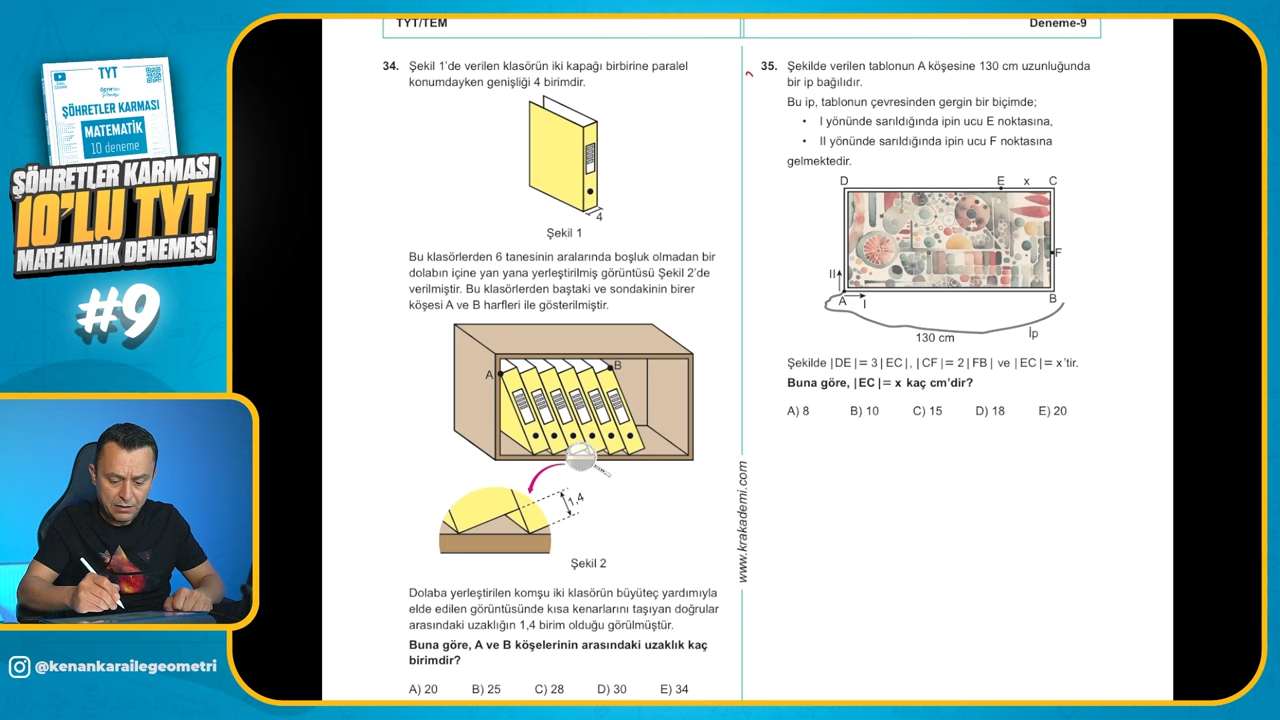 TYT
ÖSYM'nin
ŞÖHRETLER KARMASI
MATEMATİK
10 deneme
ŞÖHRETLER KARMASI
10'LU TYT
MATEMATİK DENEMESİ
#9
@kenankarailegeometri
TYT/TEM
Deneme-9
34. Şekil 1'de verilen klasörün iki kapağı birbirine paralel
konumdayken genişliği 4 birimdir.
4
Şekil 1
Bu klasörlerden 6 tanesinin aralarında boşluk olmadan bir
dolabın içine yan yana yerleştirilmiş görüntüsü Şekil 2'de
verilmiştir. Bu klasörlerden baştaki ve sondakinin birer
köşesi A ve B harfleri ile gösterilmiştir.
A
B
1,4
Şekil 2
Dolaba yerleştirilen komşu iki klasörün büyüteç yardımıyla
elde edilen görüntüsünde kısa kenarlarını taşıyan doğrular
arasındaki uzaklığın 1,4 birim olduğu görülmüştür.
Buna göre, A ve B köşelerinin arasındaki uzaklık kaç
birimdir?
A) 20 B) 25 C) 28 D) 30 E) 34
www.krakademi.com
35. Şekilde verilen tablonun A köşesine 130 cm uzunluğunda
bir ip bağlıdır.
Bu ip, tablonun çevresinden gergin bir biçimde;
• I yönünde sarıldığında ipin ucu E noktasına,
• II yönünde sarıldığında ipin ucu F noktasına
gelmektedir.
D E x C
F
II
A I B
130 cm
İp
Şekilde |DE| = 3|EC|, |CF| = 2|FB| ve |EC| = x'tir.
Buna göre, |EC| = x kaç cm'dir?
A) 8 B) 10 C) 15 D) 18 E) 20